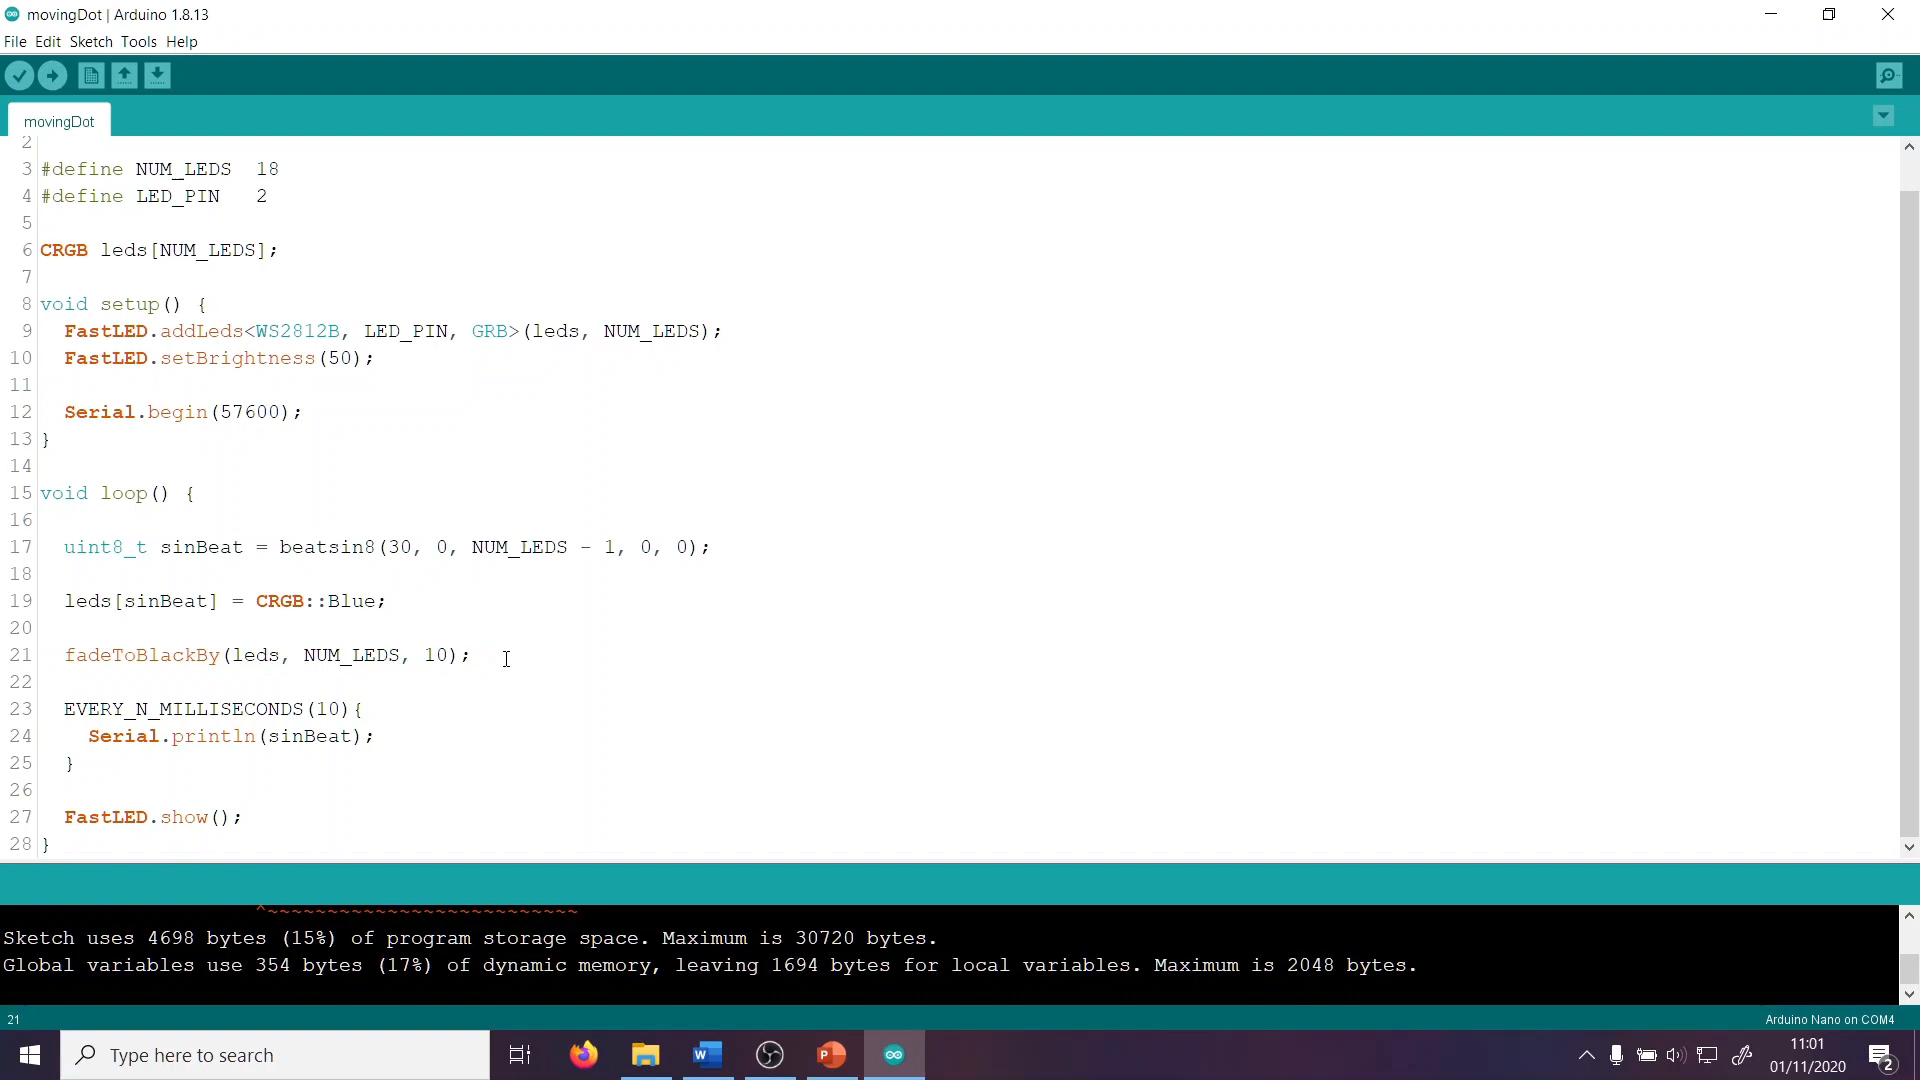 movingDot | Arduino 1.8.13
File Edit Sketch Tools Help
movingDot
2
3 #define NUM_LEDS  18
4 #define LED_PIN   2
5
6 CRGB leds[NUM_LEDS];
7
8 void setup() {
9   FastLED.addLeds<WS2812B, LED_PIN, GRB>(leds, NUM_LEDS);
10   FastLED.setBrightness(50);
11
12   Serial.begin(57600);
13 }
14
15 void loop() {
16
17   uint8_t sinBeat = beatsin8(30, 0, NUM_LEDS - 1, 0, 0);
18
19   leds[sinBeat] = CRGB::Blue;
20
21   fadeToBlackBy(leds, NUM_LEDS, 10);
22
23   EVERY_N_MILLISECONDS(10){
24     Serial.println(sinBeat);
25   }
26
27   FastLED.show();
28 }
^~~~~~~~~~~~~~~~~~~~~~~~~~~
Sketch uses 4698 bytes (15%) of program storage space. Maximum is 30720 bytes.
Global variables use 354 bytes (17%) of dynamic memory, leaving 1694 bytes for local variables. Maximum is 2048 bytes.
21
Arduino Nano on COM4
Type here to search
W
P
11:01
01/11/2020
2